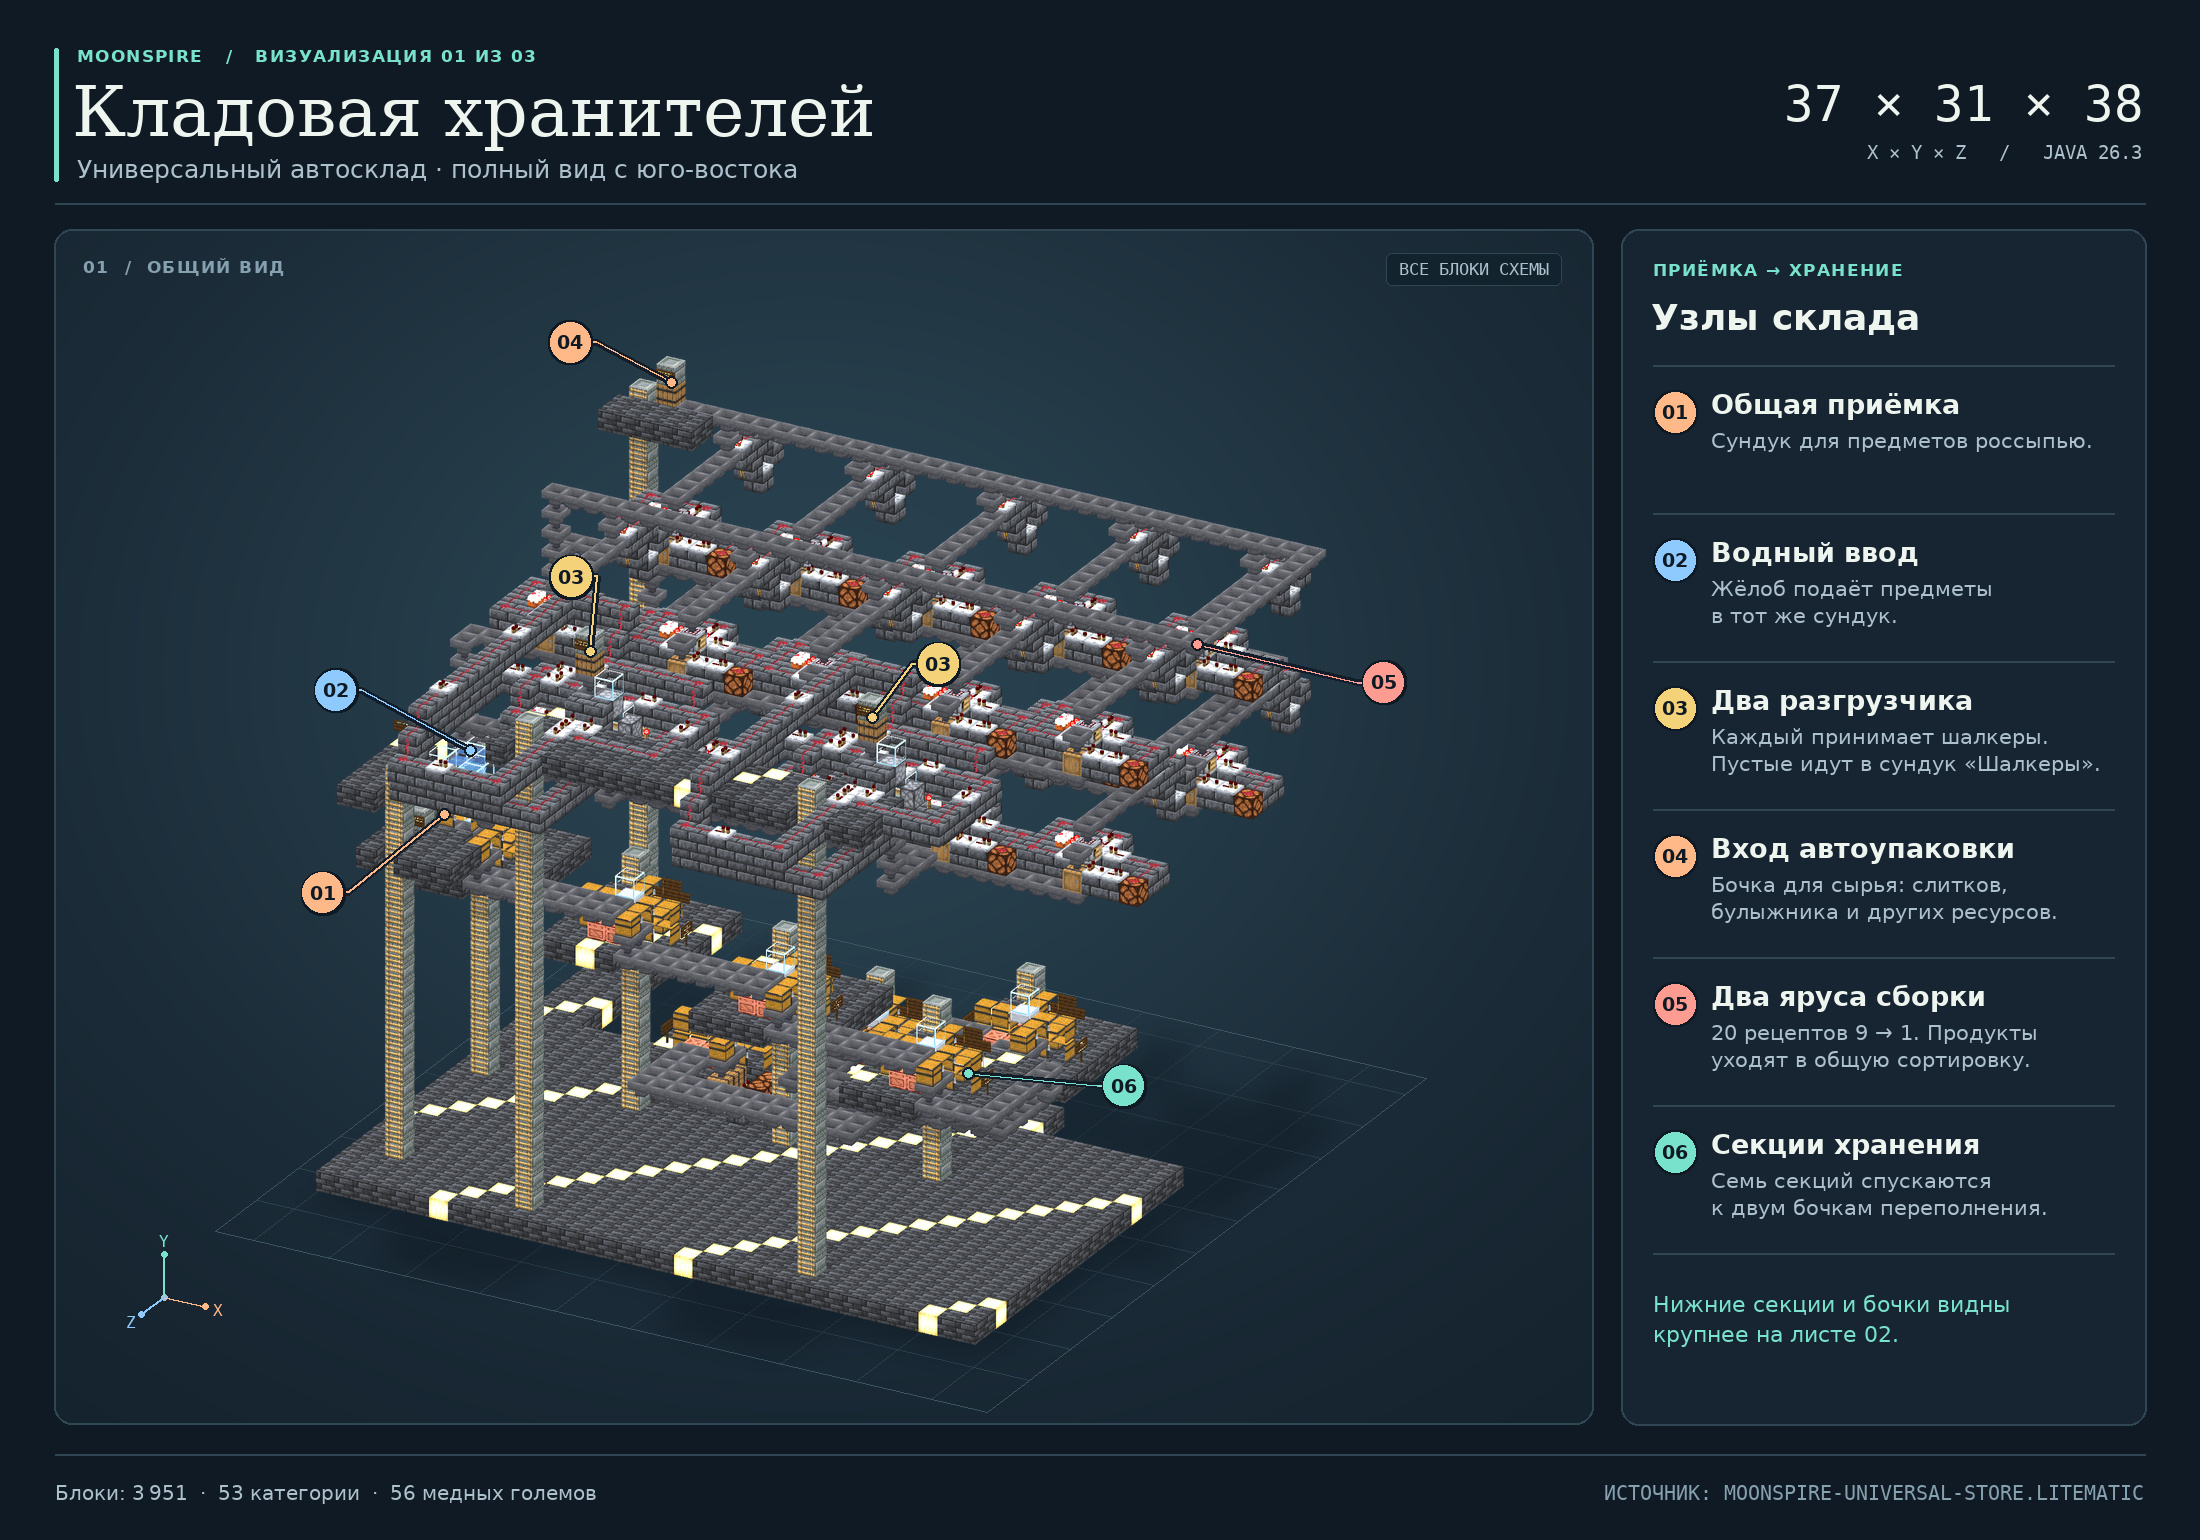 MOONSPIRE / ВИЗУАЛИЗАЦИЯ 01 ИЗ 03
Кладовая хранителей
Универсальный автосклад · полный вид с юго-востока
37 × 31 × 38
X × Y × Z / JAVA 26.3
01 / ОБЩИЙ ВИД
ВСЕ БЛОКИ СХЕМЫ
04
03
03
02
05
01
06
Y
X
Z
ПРИЁМКА → ХРАНЕНИЕ
Узлы склада
01
Общая приёмка
Сундук для предметов россыпью.
02
Водный ввод
Жёлоб подаёт предметы
в тот же сундук.
03
Два разгрузчика
Каждый принимает шалкеры.
Пустые идут в сундук «Шалкеры».
04
Вход автоупаковки
Бочка для сырья: слитков,
булыжника и других ресурсов.
05
Два яруса сборки
20 рецептов 9 → 1. Продукты
уходят в общую сортировку.
06
Секции хранения
Семь секций спускаются
к двум бочкам переполнения.
Нижние секции и бочки видны
крупнее на листе 02.
Блоки: 3 951 · 53 категории · 56 медных големов
ИСТОЧНИК: MOONSPIRE-UNIVERSAL-STORE.LITEMATIC